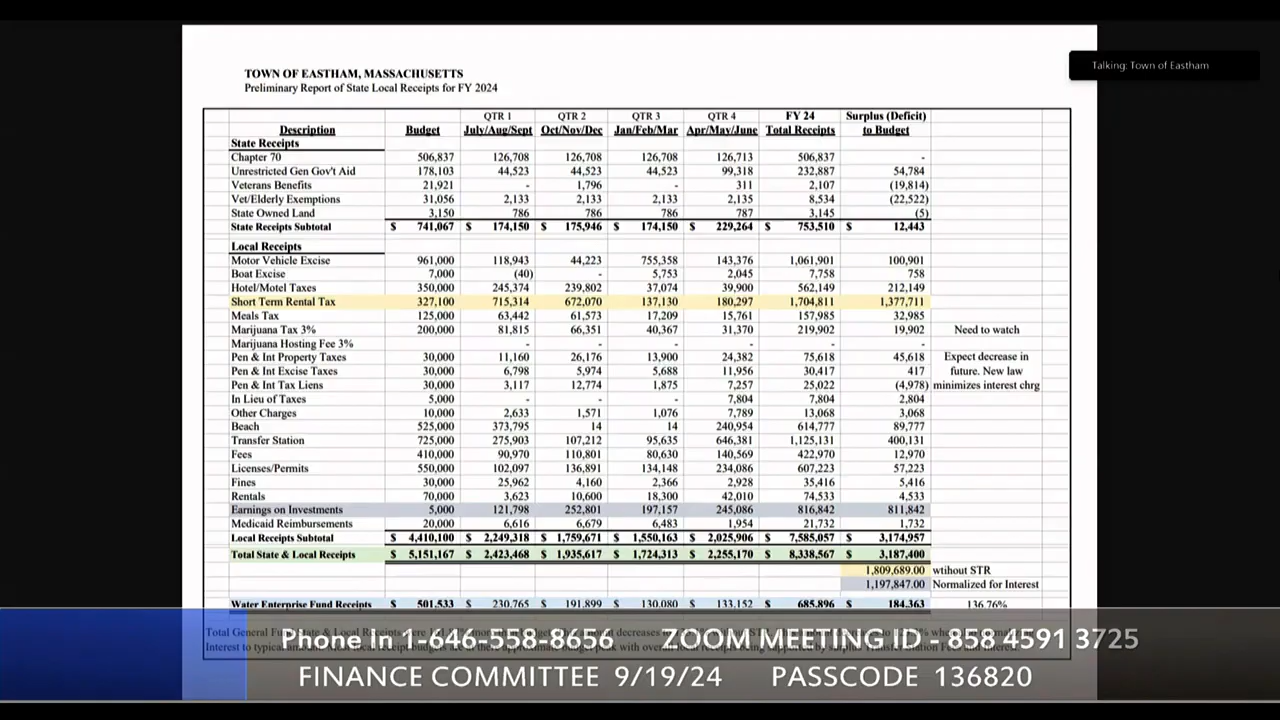 Talking: Town of Eastham
TOWN OF EASTHAM, MASSACHUSETTS
Preliminary Report of State Local Receipts for FY 2024
QTR 1 QTR 2 QTR 3 QTR 4 FY 24 Surplus (Deficit)
Description Budget July/Aug/Sept Oct/Nov/Dec Jan/Feb/Mar Apr/May/June Total Receipts to Budget
State Receipts
Chapter 70 506,837 126,708 126,708 126,708 126,713 506,837 -
Unrestricted Gen Gov't Aid 178,103 44,523 44,523 44,523 99,318 232,887 54,784
Veterans Benefits 21,921 - 1,796 - 311 2,107 (19,814)
Vet/Elderly Exemptions 31,056 2,133 2,133 2,133 2,135 8,534 (22,522)
State Owned Land 3,150 786 786 786 787 3,145 (5)
State Receipts Subtotal $ 741,067 $ 174,150 $ 175,946 $ 174,150 $ 229,264 $ 753,510 $ 12,443
Local Receipts
Motor Vehicle Excise 961,000 118,943 44,223 755,358 143,376 1,061,901 100,901
Boat Excise 7,000 (40) - 5,753 2,045 7,758 758
Hotel/Motel Taxes 350,000 245,374 239,802 37,074 39,900 562,149 212,149
Short Term Rental Tax 327,100 715,314 672,070 137,130 180,297 1,704,811 1,377,711
Meals Tax 125,000 63,442 61,573 17,209 15,761 157,985 32,985
Marijuana Tax 3% 200,000 81,815 66,351 40,367 31,370 219,902 19,902 Need to watch
Marijuana Hosting Fee 3% - - - - - -
Pen & Int Property Taxes 30,000 11,160 26,176 13,900 24,382 75,618 45,618 Expect decrease in
Pen & Int Excise Taxes 30,000 6,798 5,974 5,688 11,956 30,417 417 future. New law
Pen & Int Tax Liens 30,000 3,117 12,774 1,875 7,257 25,022 (4,978) minimizes interest chrg
In Lieu of Taxes 5,000 - - - 7,804 7,804 2,804
Other Charges 10,000 2,633 1,571 1,076 7,789 13,068 3,068
Beach 525,000 373,795 14 14 240,954 614,777 89,777
Transfer Station 725,000 275,903 107,212 95,635 646,381 1,125,131 400,131
Fees 410,000 90,970 110,801 80,630 140,569 422,970 12,970
Licenses/Permits 550,000 102,097 136,891 134,148 234,086 607,223 57,223
Fines 30,000 25,962 4,160 2,366 2,928 35,416 5,416
Rentals 70,000 3,623 10,600 18,300 42,010 74,533 4,533
Earnings on Investments 5,000 121,798 252,801 197,157 245,086 816,842 811,842
Medicaid Reimbursements 20,000 6,616 6,679 6,483 1,954 21,732 1,732
Local Receipts Subtotal $ 4,410,100 $ 2,249,318 $ 1,759,671 $ 1,550,163 $ 2,025,906 $ 7,585,057 $ 3,174,957
Total State & Local Receipts $ 5,151,167 $ 2,423,468 $ 1,935,617 $ 1,724,313 $ 2,255,170 $ 8,338,567 $ 3,187,400
1,809,689.00 wtihout STR
1,197,847.00 Normalized for Interest
Water Enterprise Fund Receipts $ 501,533 $ 230,765 $ 191,899 $ 130,080 $ 133,152 $ 685,896 $ 184,363 136.76%
Phone In 1-646-558-8656 ZOOM MEETING ID - 858 4591 3725
FINANCE COMMITTEE 9/19/24 PASSCODE 136820